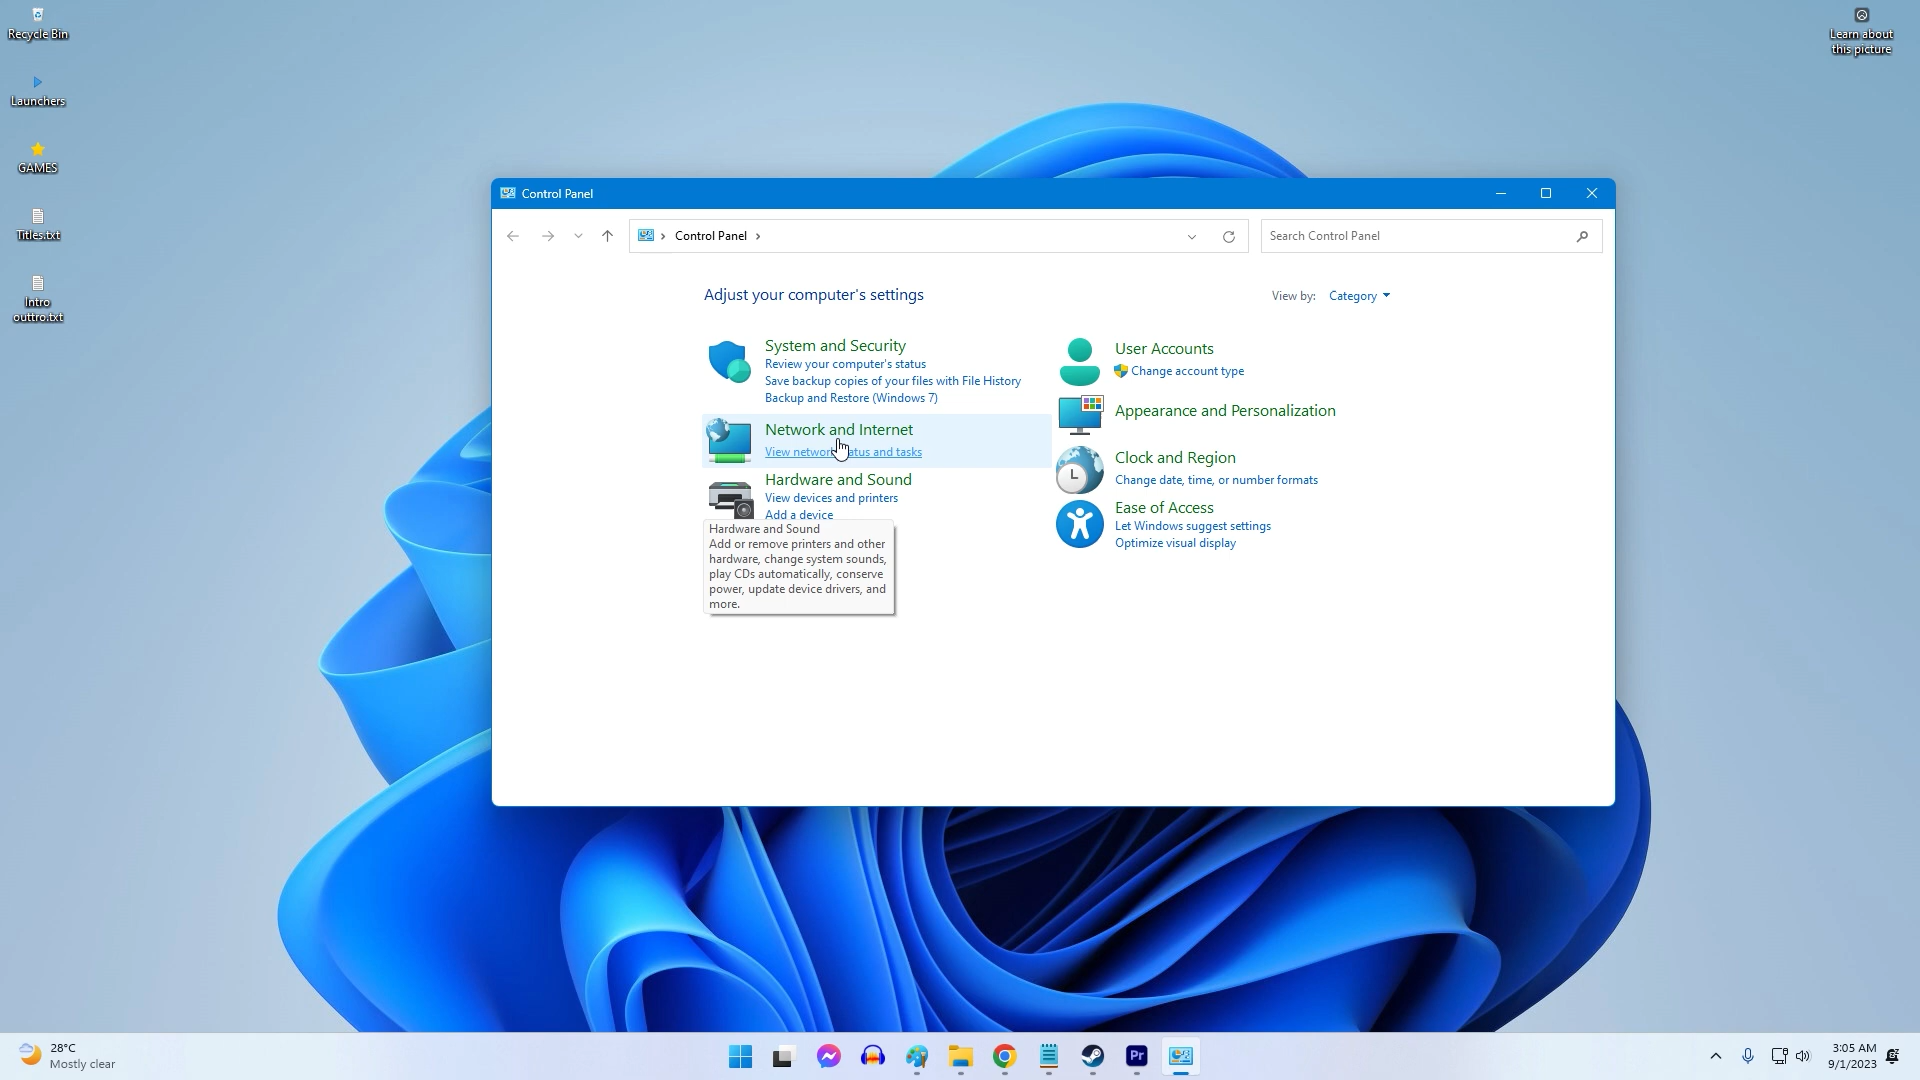 Recycle Bin
Launchers
GAMES
Titles.txt
Intro
outtro.txt
Learn about
this picture
Control Panel
Control Panel
Search Control Panel
Adjust your computer's settings
View by: Category
System and Security
Review your computer's status
Save backup copies of your files with File History
Backup and Restore (Windows 7)
Network and Internet
View network status and tasks
Hardware and Sound
View devices and printers
Add a device
Hardware and Sound
Add or remove printers and other
hardware, change system sounds,
play CDs automatically, conserve
power, update device drivers, and
more.
User Accounts
Change account type
Appearance and Personalization
Clock and Region
Change date, time, or number formats
Ease of Access
Let Windows suggest settings
Optimize visual display
28°C
Mostly clear
Pr
3:05 AM
9/1/2023